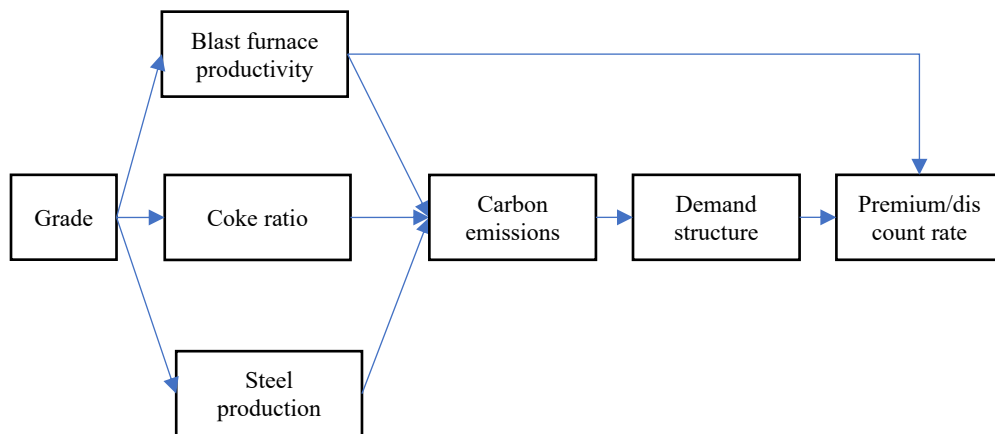 Blast furnace
productivity
Grade
Coke ratio
Carbon
emissions
Demand
structure
Premium/dis
count rate
Steel
production